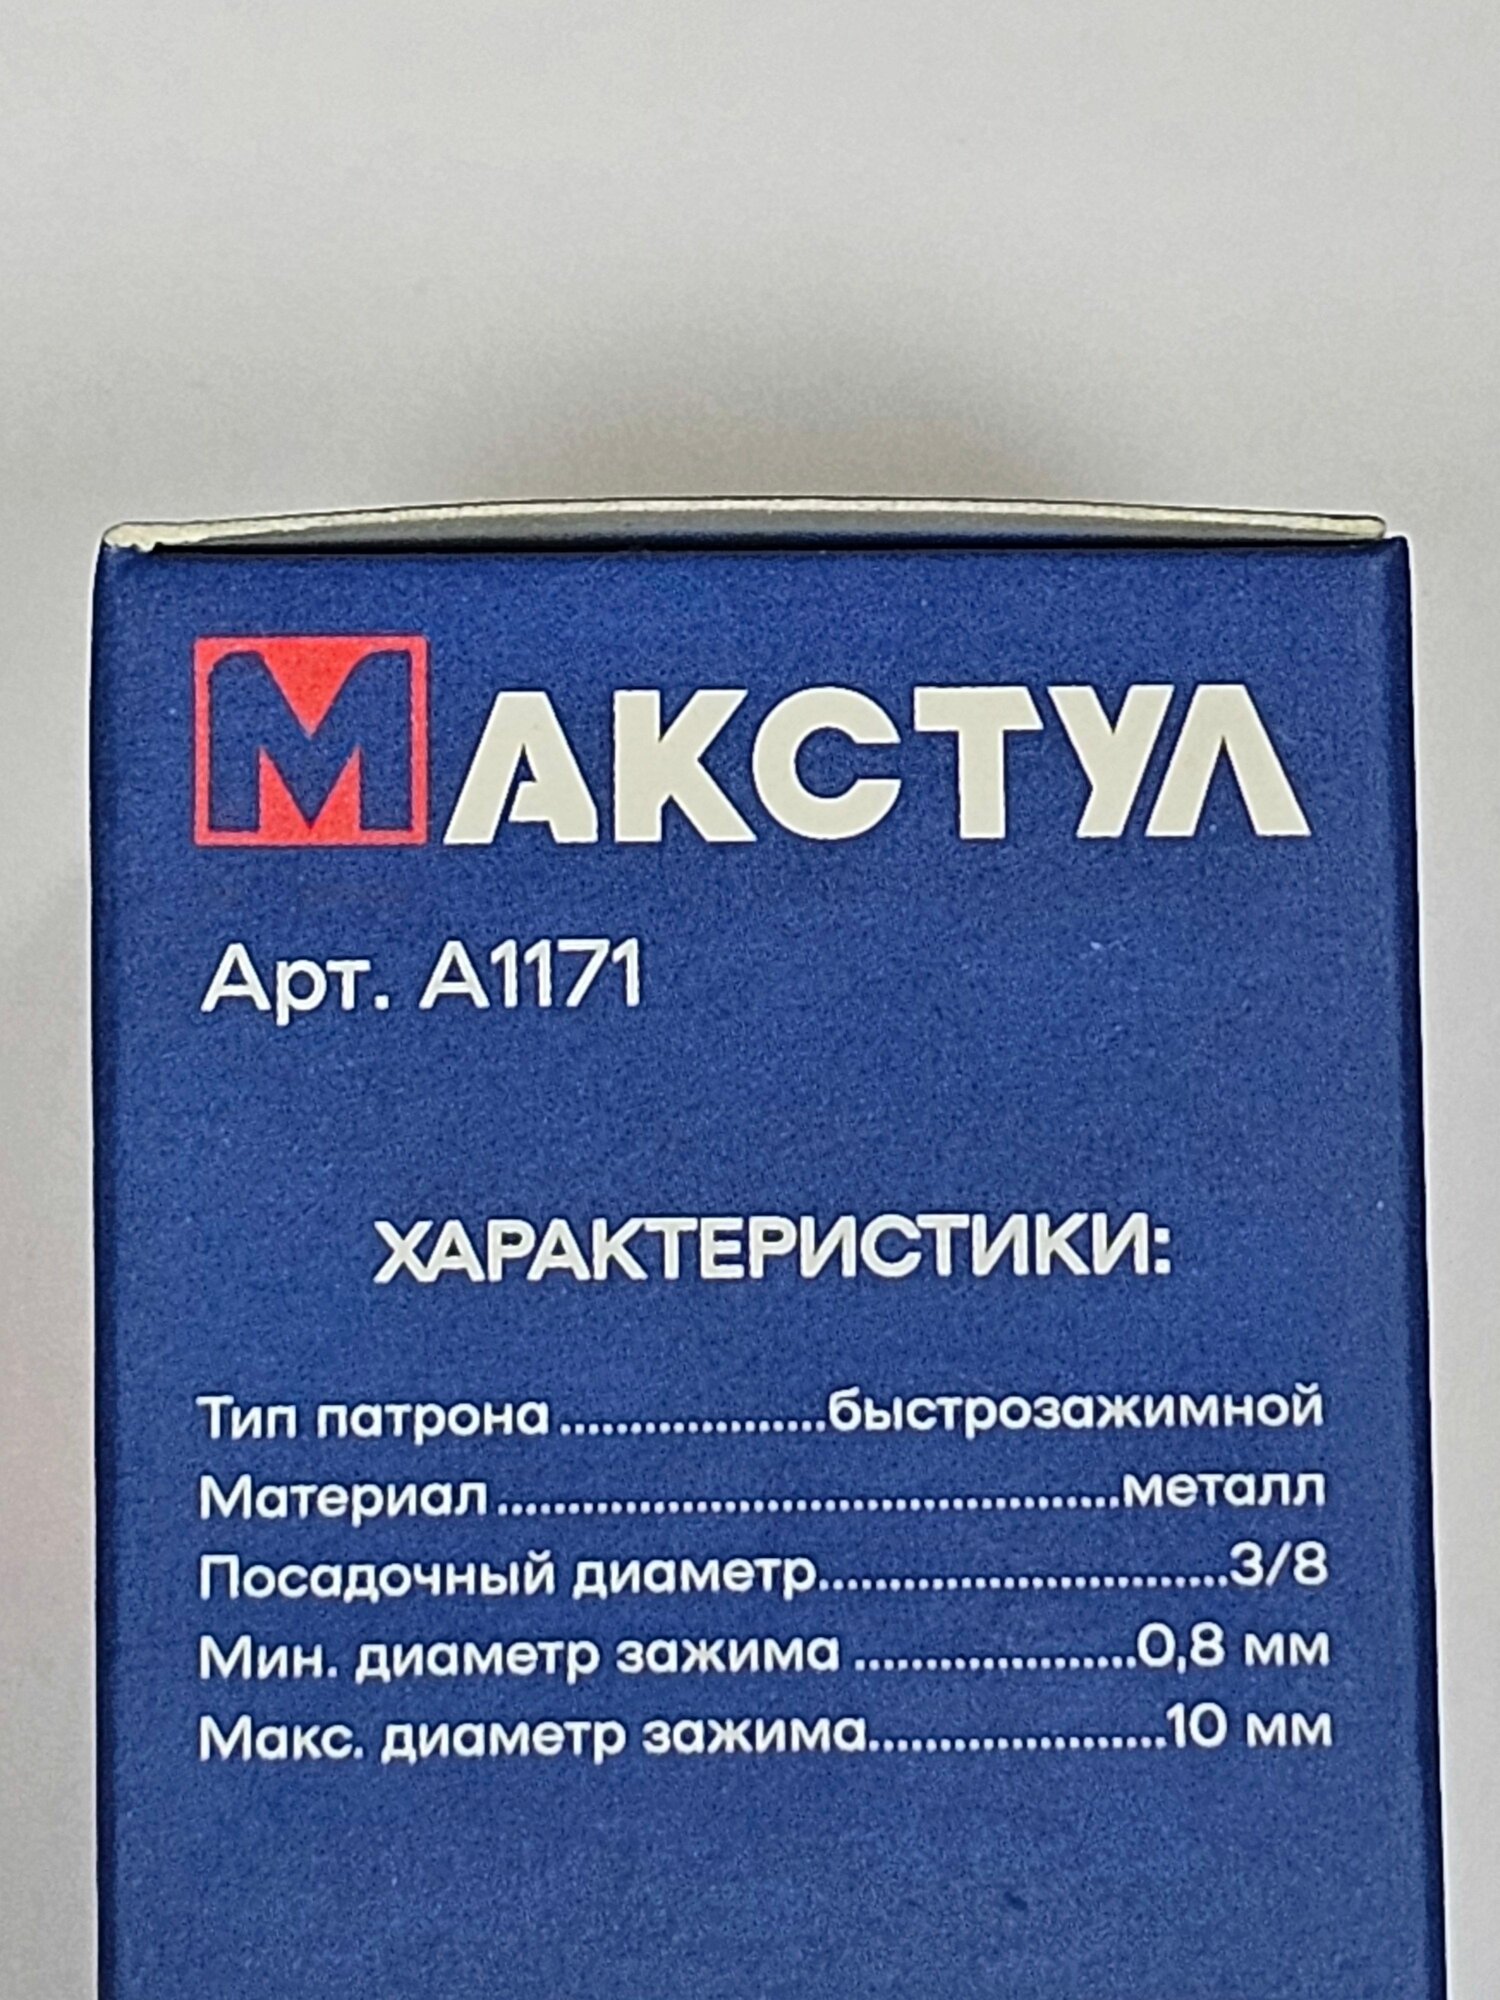 МАКСТУЛ
Арт. А1171
ХАРАКТЕРИСТИКИ:
Тип патрона...................быстрозажимной
Материал............................................металл
Посадочный диаметр.............................3/8
Мин. диаметр зажима ....................0,8 мм
Макс. диаметр зажима.....................10 мм